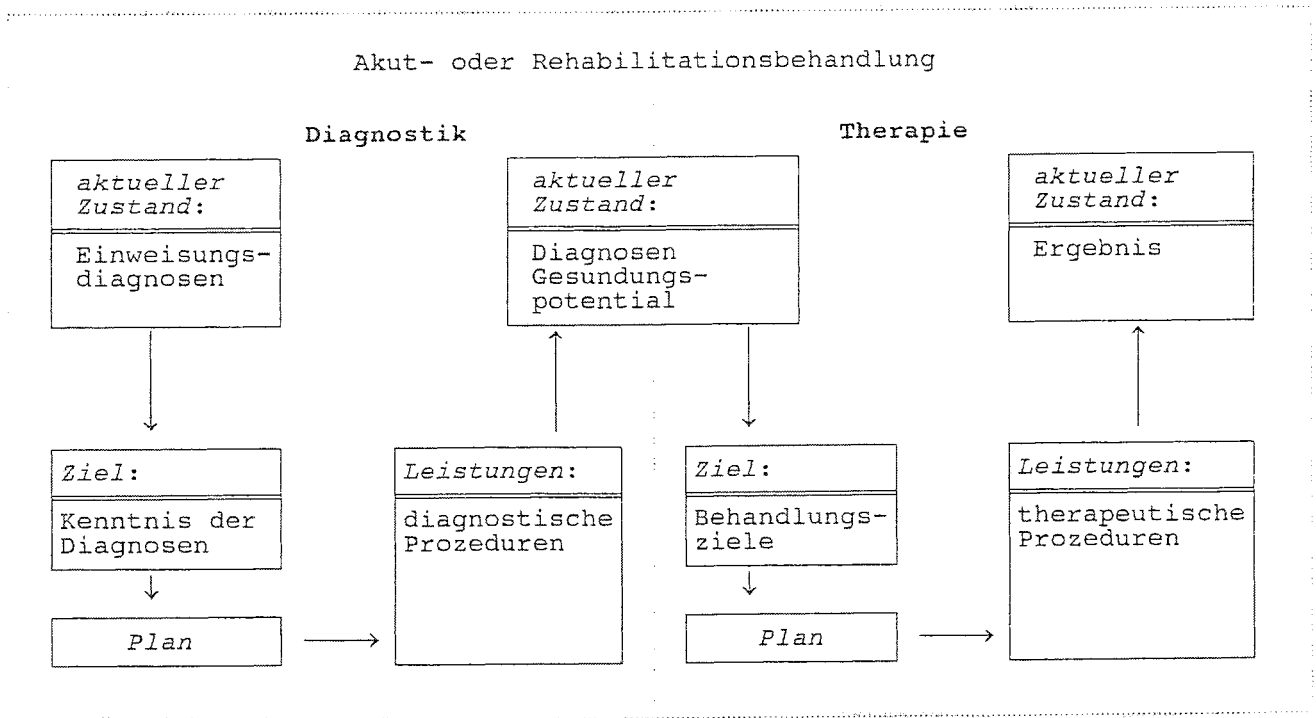 Akut- oder Rehabilitationsbehandlung
Diagnostik
Therapie
aktueller
Zustand:
Einweisungs-
diagnosen
aktueller
Zustand:
Diagnosen
Gesundungs-
potential
aktueller
Zustand:
Ergebnis
Ziel:
Kenntnis der
Diagnosen
Plan
Leistungen:
diagnostische
Prozeduren
Ziel:
Behandlungs-
ziele
Plan
Leistungen:
therapeutische
Prozeduren